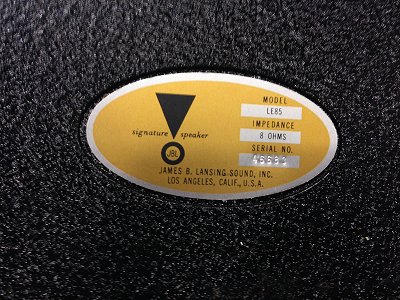 MODEL
LE85
IMPEDANCE
8 OHMS
SERIAL NO.
signature speaker
JBL
JAMES B. LANSING SOUND, INC.
LOS ANGELES, CALIF., U.S.A.